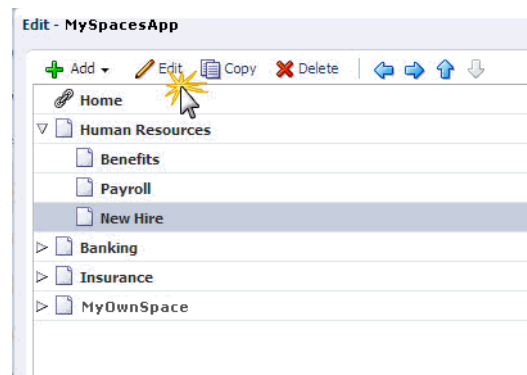 Edit - MySpacesApp
Add Edit Copy Delete
Home
Human Resources
Benefits
Payroll
New Hire
Banking
Insurance
MyOwnSpace